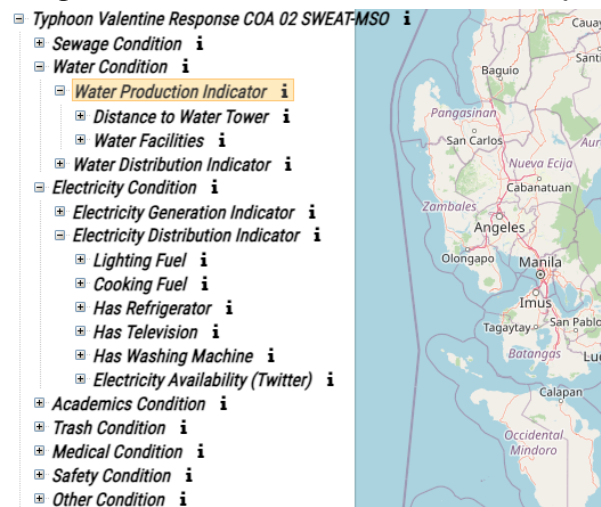 Typhoon Valentine Response COA 02 SWEAT-MSO i
Sewage Condition i
Water Condition i
Water Production Indicator i
Distance to Water Tower i
Water Facilities i
Water Distribution Indicator i
Electricity Condition i
Electricity Generation Indicator i
Electricity Distribution Indicator i
Lighting Fuel i
Cooking Fuel i
Has Refrigerator i
Has Television i
Has Washing Machine i
Electricity Availability (Twitter) i
Academics Condition i
Trash Condition i
Medical Condition i
Safety Condition i
Other Condition i
Baguio
Pangasinan
San Carlos
Nueva Ecija
Cabanatuan
Zambales
Angeles
Olongapo
Manila
Imus
Tagaytay
San Pablo
Batangas
Calapan
Occidental
Mindoro